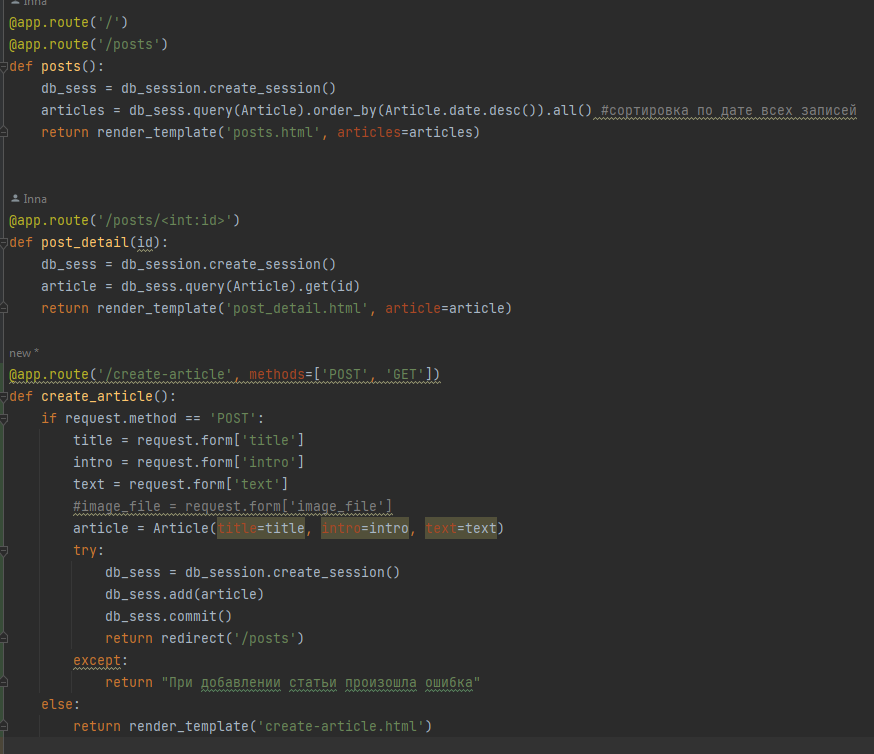 Inna
@app.route('/')
@app.route('/posts')
def posts():
    db_sess = db_session.create_session()
    articles = db_sess.query(Article).order_by(Article.date.desc()).all() #сортировка по дате всех записей
    return render_template('posts.html', articles=articles)
Inna
@app.route('/posts/<int:id>')
def post_detail(id):
    db_sess = db_session.create_session()
    article = db_sess.query(Article).get(id)
    return render_template('post_detail.html', article=article)
new *
@app.route('/create-article', methods=['POST', 'GET'])
def create_article():
    if request.method == 'POST':
        title = request.form['title']
        intro = request.form['intro']
        text = request.form['text']
        #image_file = request.form['image_file']
        article = Article(title=title, intro=intro, text=text)
        try:
            db_sess = db_session.create_session()
            db_sess.add(article)
            db_sess.commit()
            return redirect('/posts')
        except:
            return "При добавлении статьи произошла ошибка"
    else:
        return render_template('create-article.html')